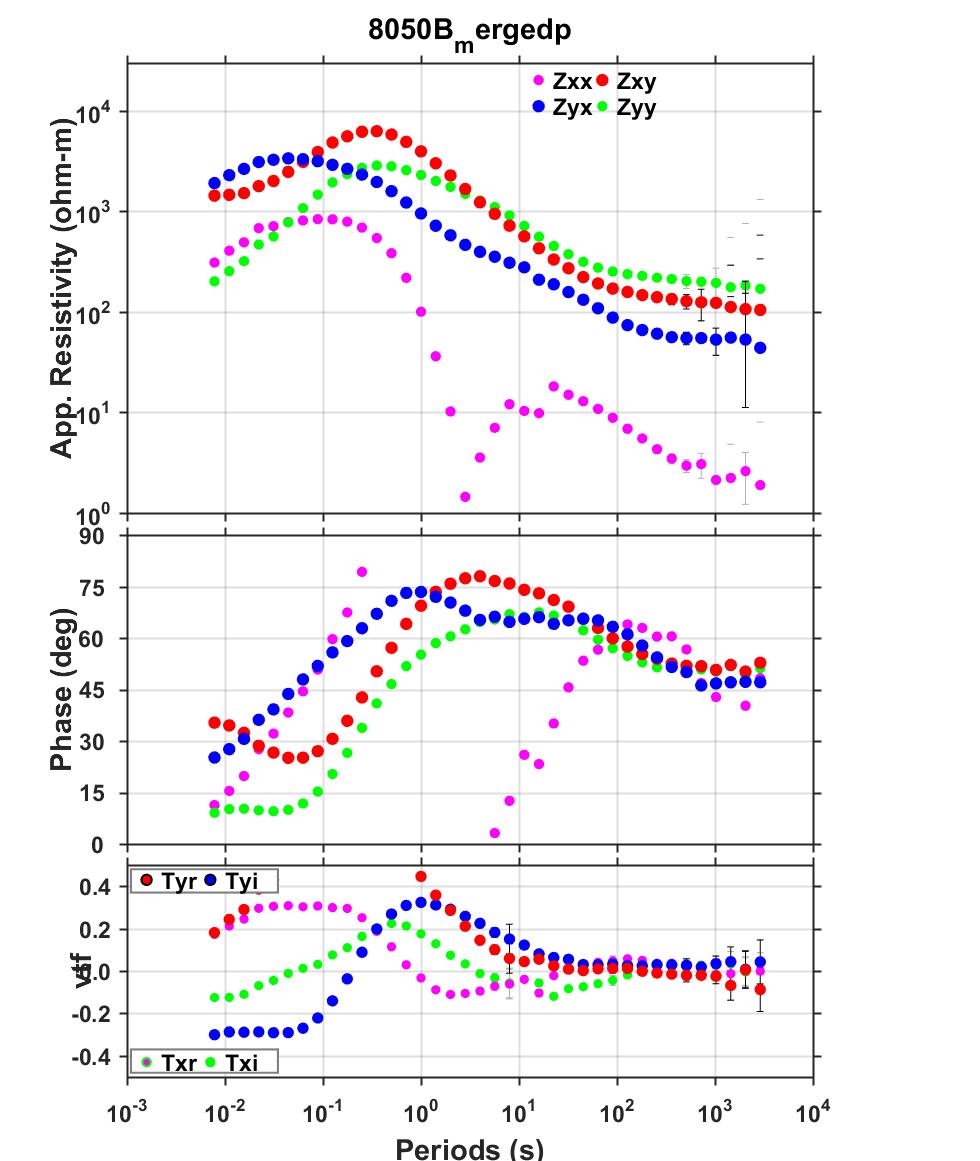 8050B_mergedp
Zxx Zxy
Zyx Zyy
10^4
10^3
10^2
10^1
10^0
App. Resistivity (ohm-m)
90
75
60
45
30
15
0
Phase (deg)
Tyr Tyi
0.4
0.2
0.0
-0.2
-0.4
vtf
Txr Txi
10^-3 10^-2 10^-1 10^0 10^1 10^2 10^3 10^4
Periods (s)